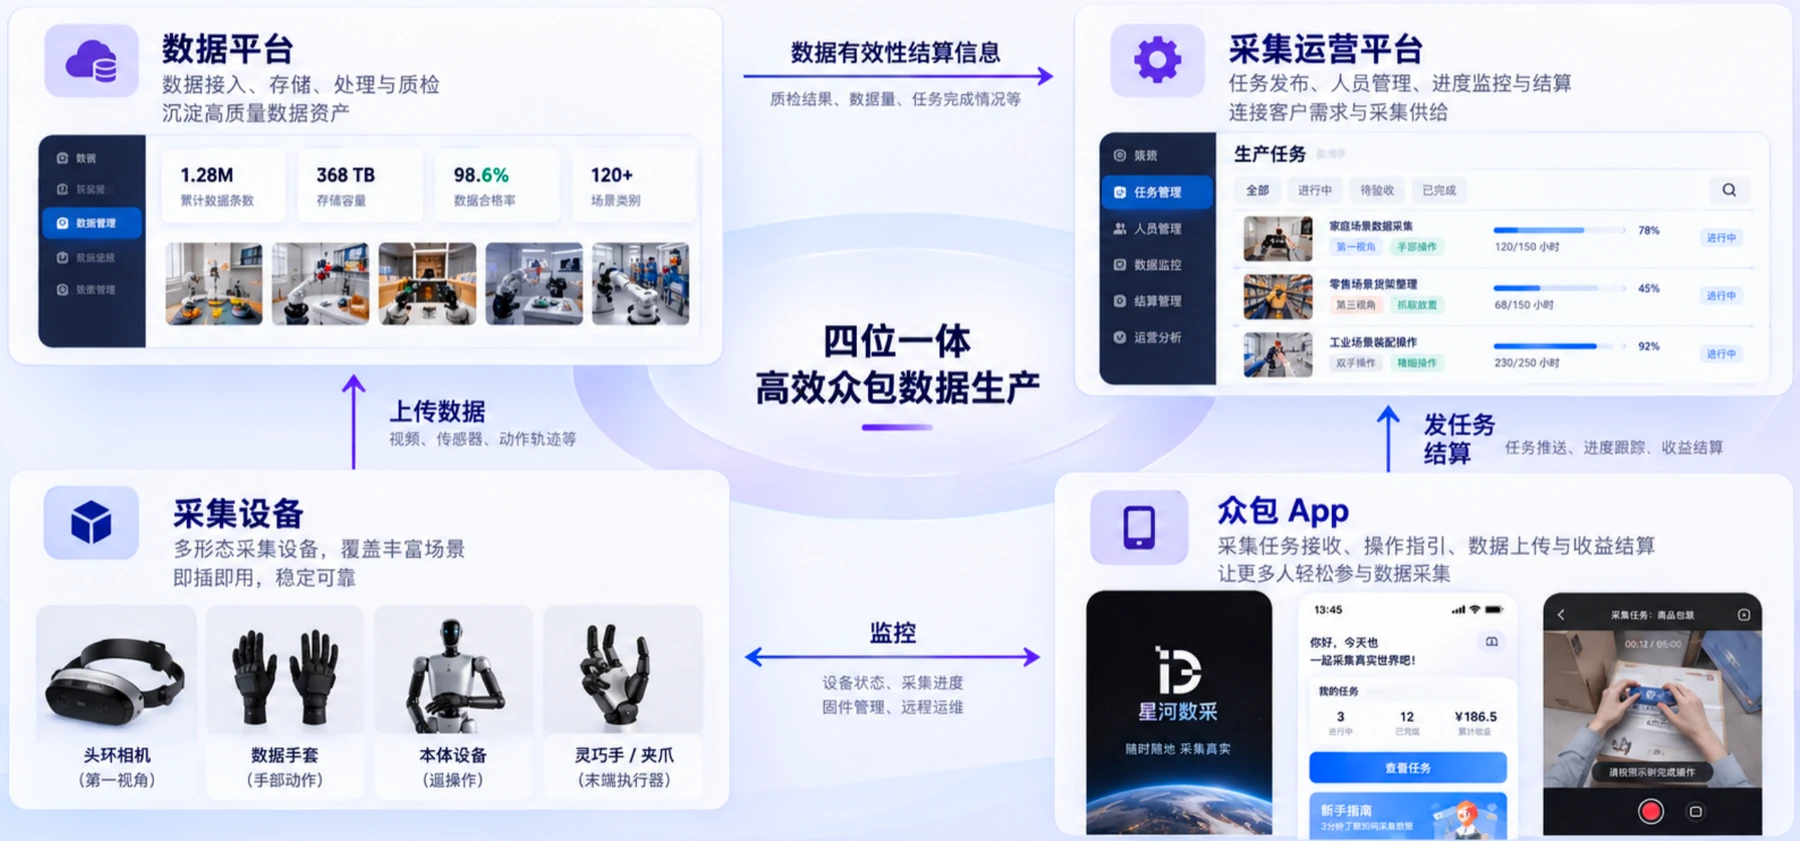 数据平台
数据接入、存储、处理与质检
沉淀高质量数据资产
数据管理
1.28M
累计数据条数
368 TB
存储容量
98.6%
数据合格率
120+
场景类别
数据有效性结算信息
质检结果、数据量、任务完成情况等
采集运营平台
任务发布、人员管理、进度监控与结算
连接客户需求与采集供给
任务管理
人员管理
数据监控
结算管理
运营分析
生产任务
全部
进行中
待验收
已完成
家庭场景数据采集
第一视角
手部操作
120/150 小时
78%
进行中
零售场景货架整理
第三视角
抓取放置
68/150 小时
45%
进行中
工业场景装配操作
双手操作
精细操作
230/250 小时
92%
进行中
四位一体
高效众包数据生产
上传数据
视频、传感器、动作轨迹等
发任务
结算
任务推送、进度跟踪、收益结算
采集设备
多形态采集设备，覆盖丰富场景
即插即用，稳定可靠
头环相机
（第一视角）
数据手套
（手部动作）
本体设备
（遥操作）
灵巧手 / 夹爪
（末端执行器）
监控
设备状态、采集进度
固件管理、远程运维
众包 App
采集任务接收、操作指引、数据上传与收益结算
让更多人轻松参与数据采集
星河数采
随时随地 采集真实
13:45
你好，今天也
一起采集真实世界吧！
我的任务
3
进行中
12
已完成
¥186.5
累计收益
查看任务
新手指南
采集任务：商品包装